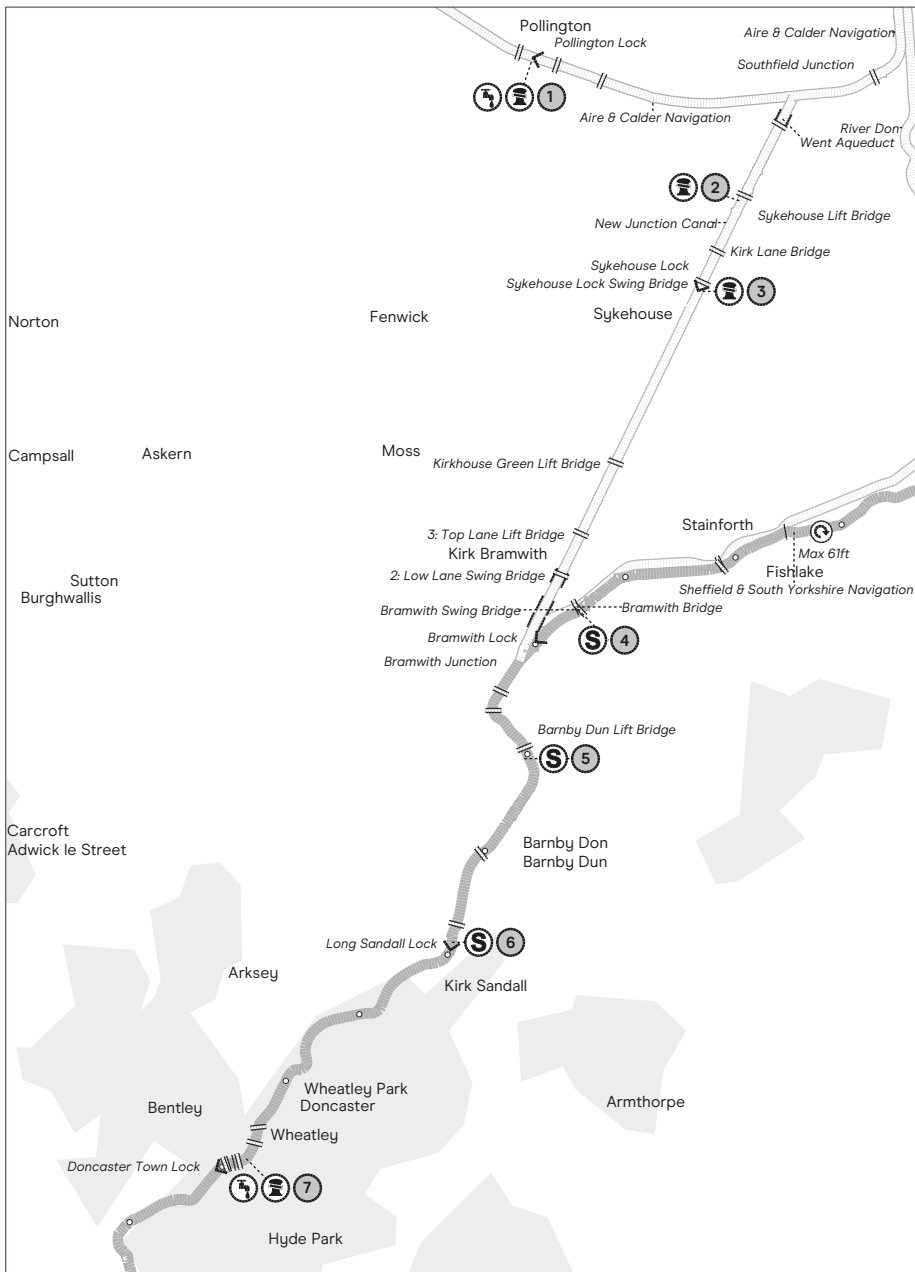 Pollington
Pollington Lock
Aire & Calder Navigation
Southfield Junction
1
Aire & Calder Navigation
River Don
Went Aqueduct
2
New Junction Canal
Sykehouse Lift Bridge
Kirk Lane Bridge
Sykehouse Lock
Sykehouse Lock Swing Bridge
3
Norton
Fenwick
Sykehouse
Campsall
Askern
Moss
Kirkhouse Green Lift Bridge
3: Top Lane Lift Bridge
Stainforth
Kirk Bramwith
Max 61ft
Fishlake
2: Low Lane Swing Bridge
Sutton
Burghwallis
Sheffield & South Yorkshire Navigation
Bramwith Swing Bridge
Bramwith Bridge
Bramwith Lock
S 4
Bramwith Junction
Barnby Dun Lift Bridge
S 5
Carcroft
Adwick le Street
Barnby Don
Barnby Dun
Long Sandall Lock
S 6
Arksey
Kirk Sandall
Wheatley Park
Doncaster
Armthorpe
Bentley
Wheatley
Doncaster Town Lock
7
Hyde Park